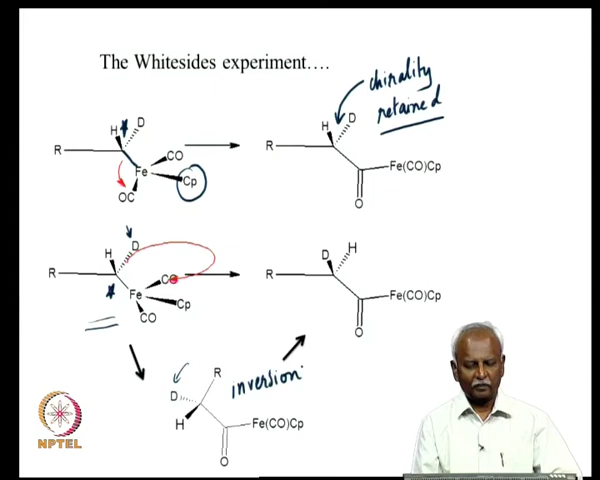 The Whitesides experiment....
chirality
retained
H
D
R
Fe
CO
OC
Cp
H
D
R
Fe(CO)Cp
O
H
D
R
Fe
CO
Cp
CO
D
H
R
Fe(CO)Cp
O
R
D
H
inversion
Fe(CO)Cp
O
NPTEL